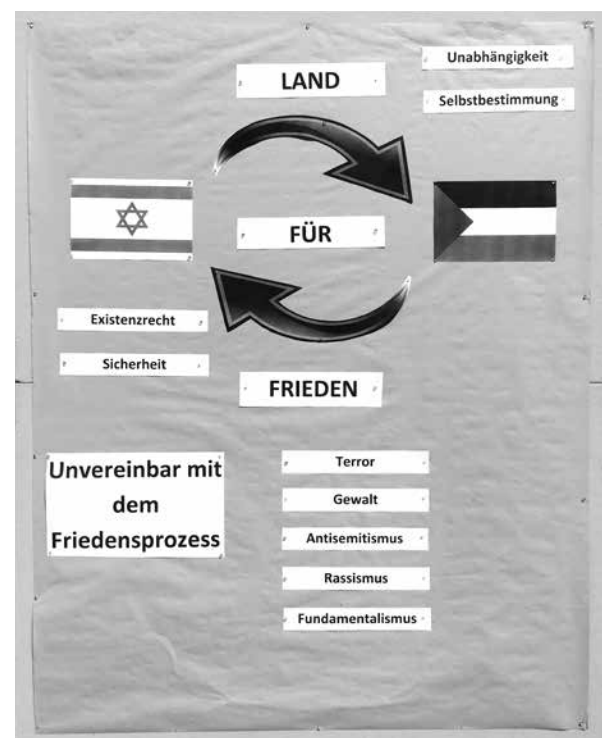 LAND
Unabhängigkeit
Selbstbestimmung
FÜR
Existenzrecht
Sicherheit
FRIEDEN
Unvereinbar mit
dem
Friedensprozess
Terror
Gewalt
Antisemitismus
Rassismus
Fundamentalismus